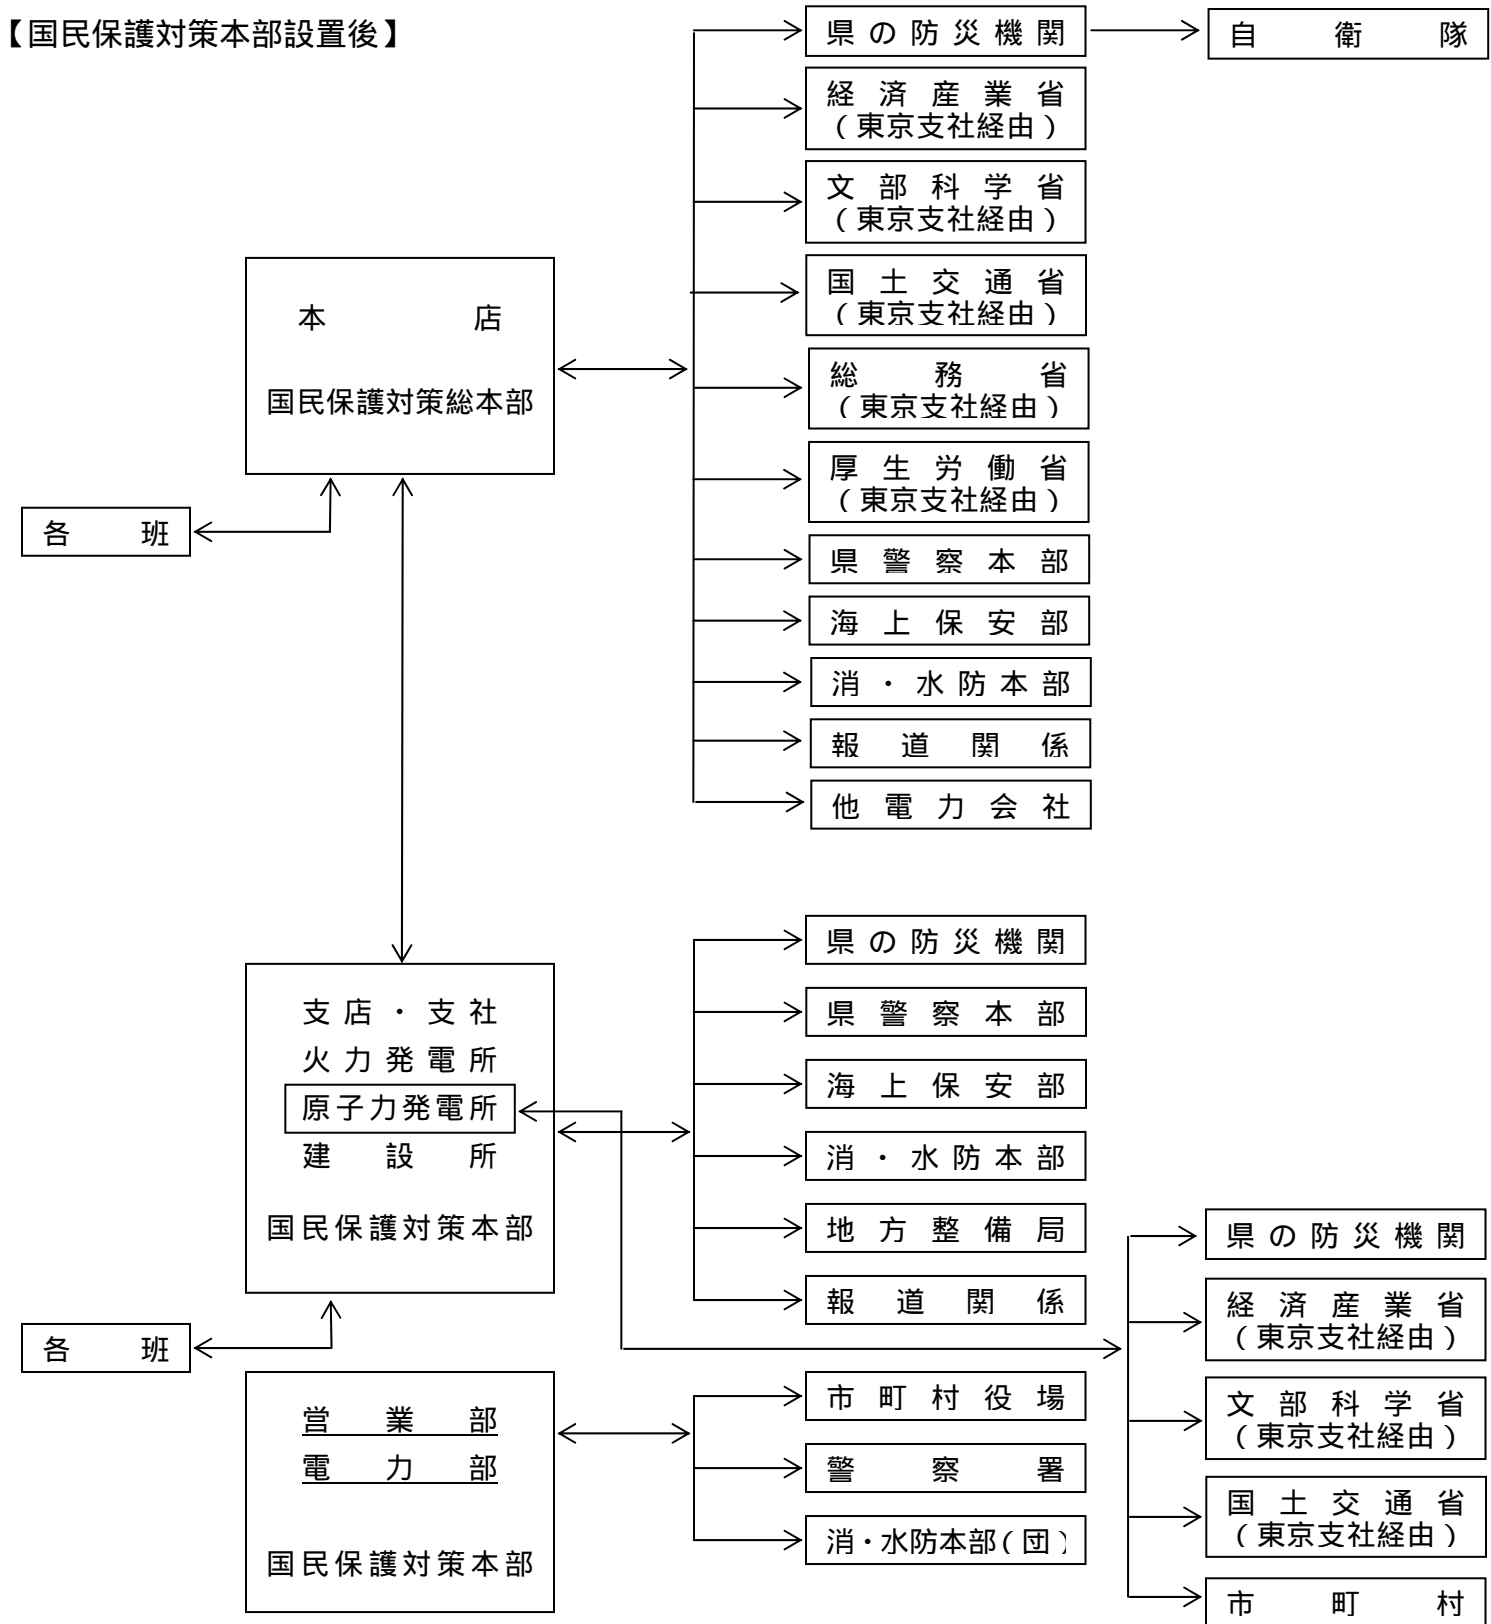 【国民保護対策本部設置後】
県の防災機関
自衛隊
経済産業省
(東京支社経由)
文部科学省
(東京支社経由)
国土交通省
(東京支社経由)
本店
国民保護対策総本部
総務省
(東京支社経由)
厚生労働省
(東京支社経由)
各班
県警察本部
海上保安部
消・水防本部
報道関係
他電力会社
支店・支社
火力発電所
原子力発電所
建設所
国民保護対策本部
県の防災機関
県警察本部
海上保安部
消・水防本部
地方整備局
報道関係
各班
営業部
電力部
国民保護対策本部
市町村役場
警察署
消・水防本部(団)
県の防災機関
経済産業省
(東京支社経由)
文部科学省
(東京支社経由)
国土交通省
(東京支社経由)
市町村